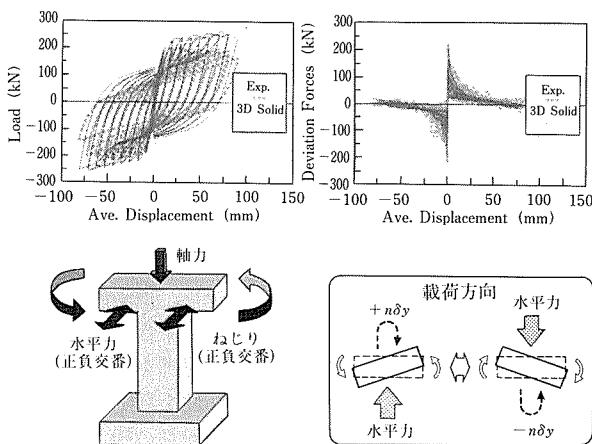 300
200
100
0
-100
-200
-300
Load (kN)
-100 -50 0 50 100 150
Ave. Displacement (mm)
Exp.
3D Solid
300
200
100
0
-100
-200
-300
Deviation Forces (kN)
-100 -50 0 50 100 150
Ave. Displacement (mm)
Exp.
3D Solid
軸力
水平力
(正負交番)
ねじり
(正負交番)
載荷方向
+nδy
水平力
水平力
-nδy